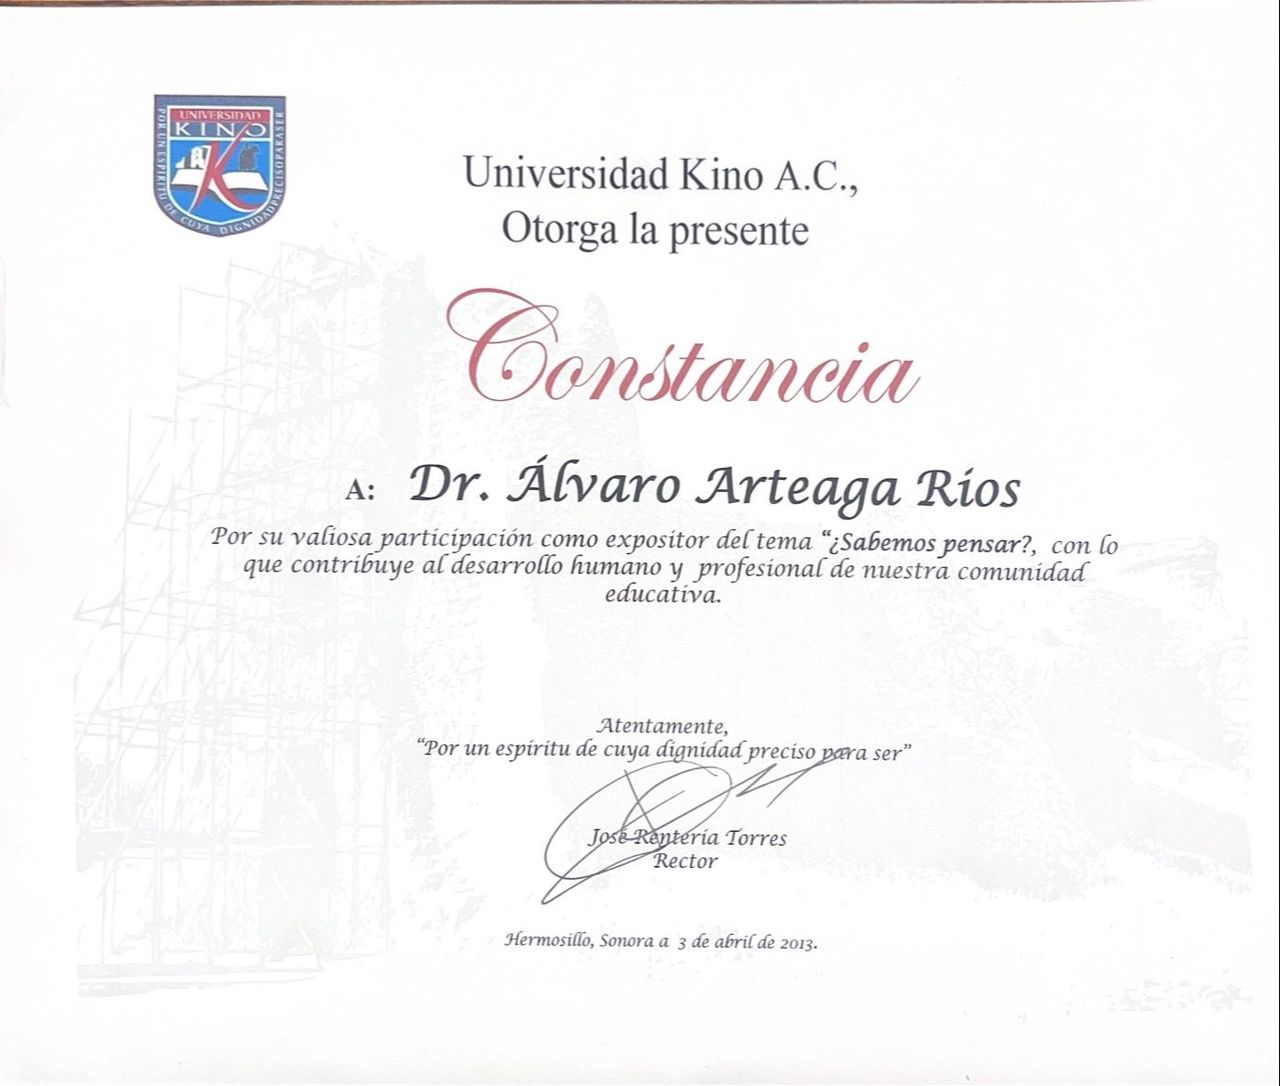 UNIVERSIDAD
KINO
POR UN ESPIRITU DE CUYA DIGNIDAD PRECISO PARA SER
Universidad Kino A.C.,
Otorga la presente
Constancia
A: Dr. Álvaro Arteaga Ríos
Por su valiosa participación como expositor del tema “¿Sabemos pensar?, con lo
que contribuye al desarrollo humano y profesional de nuestra comunidad
educativa.
Atentamente,
“Por un espíritu de cuya dignidad preciso para ser”
José Rentería Torres
Rector
Hermosillo, Sonora a 3 de abril de 2013.